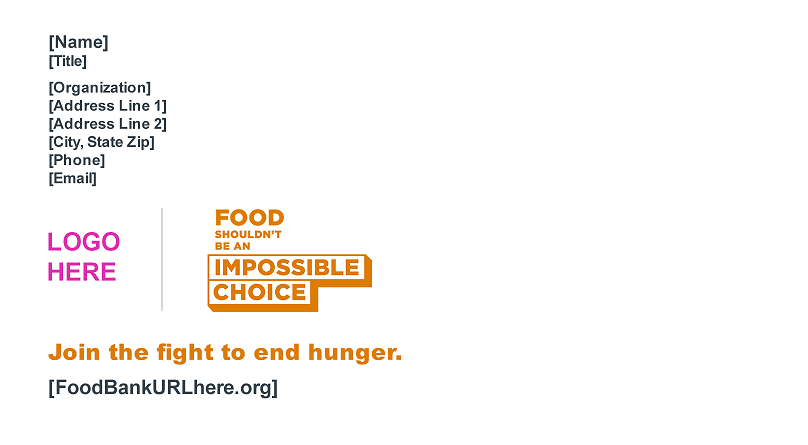 [Name]
[Title]
[Organization]
[Address Line 1]
[Address Line 2]
[City, State Zip]
[Phone]
[Email]
LOGO
HERE
FOOD
SHOULDN'T
BE AN
IMPOSSIBLE
CHOICE
Join the fight to end hunger.
[FoodBankURLhere.org]